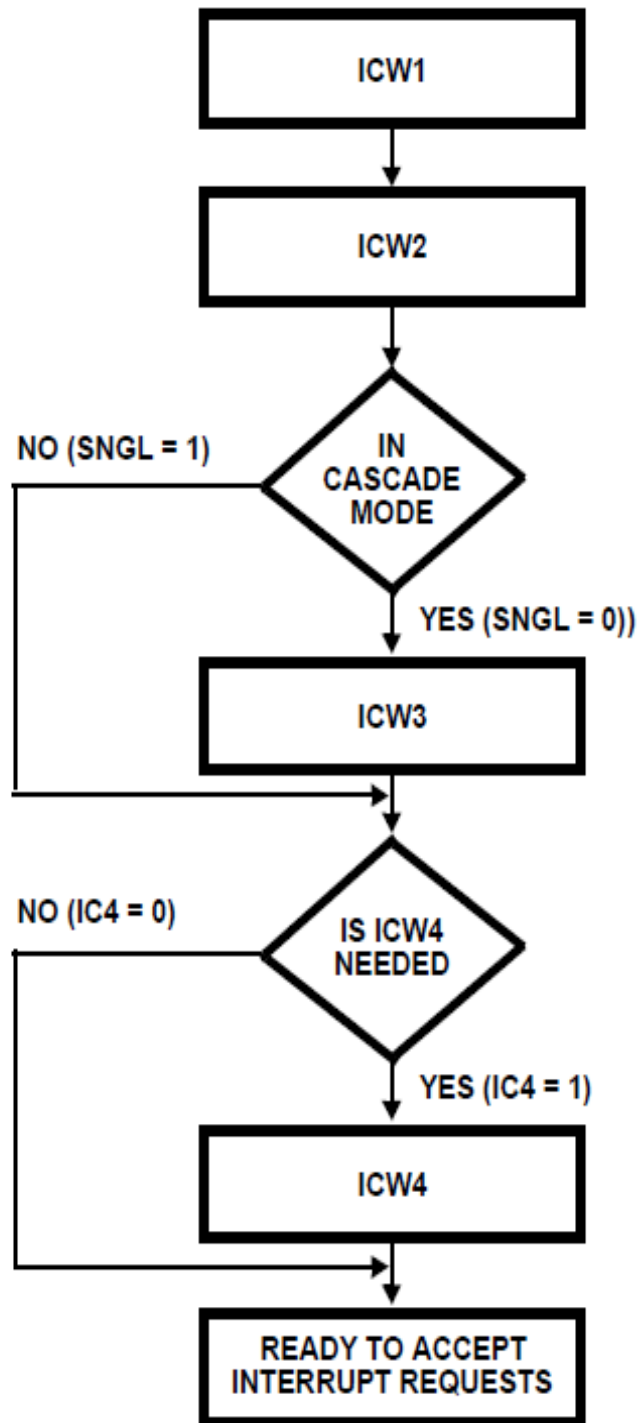 ICW1
ICW2
IN
CASCADE
MODE
NO (SNGL = 1)
YES (SNGL = 0))
ICW3
IS ICW4
NEEDED
NO (IC4 = 0)
YES (IC4 = 1)
ICW4
READY TO ACCEPT
INTERRUPT REQUESTS